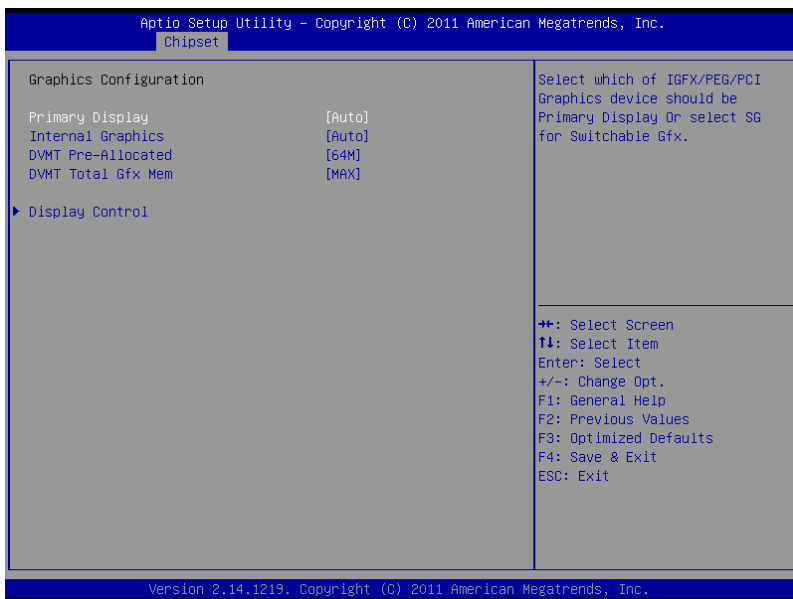 Aptio Setup Utility – Copyright (C) 2011 American Megatrends, Inc.
Chipset
Graphics Configuration
Primary Display [Auto]
Internal Graphics [Auto]
DVMT Pre-Allocated [64M]
DVMT Total Gfx Mem [MAX]
Display Control
Select which of IGFX/PEG/PCI
Graphics device should be
Primary Display Or select SG
for Switchable Gfx.
→←: Select Screen
↑↓: Select Item
Enter: Select
+/-: Change Opt.
F1: General Help
F2: Previous Values
F3: Optimized Defaults
F4: Save & Exit
ESC: Exit
Version 2.14.1219. Copyright (C) 2011 American Megatrends, Inc.